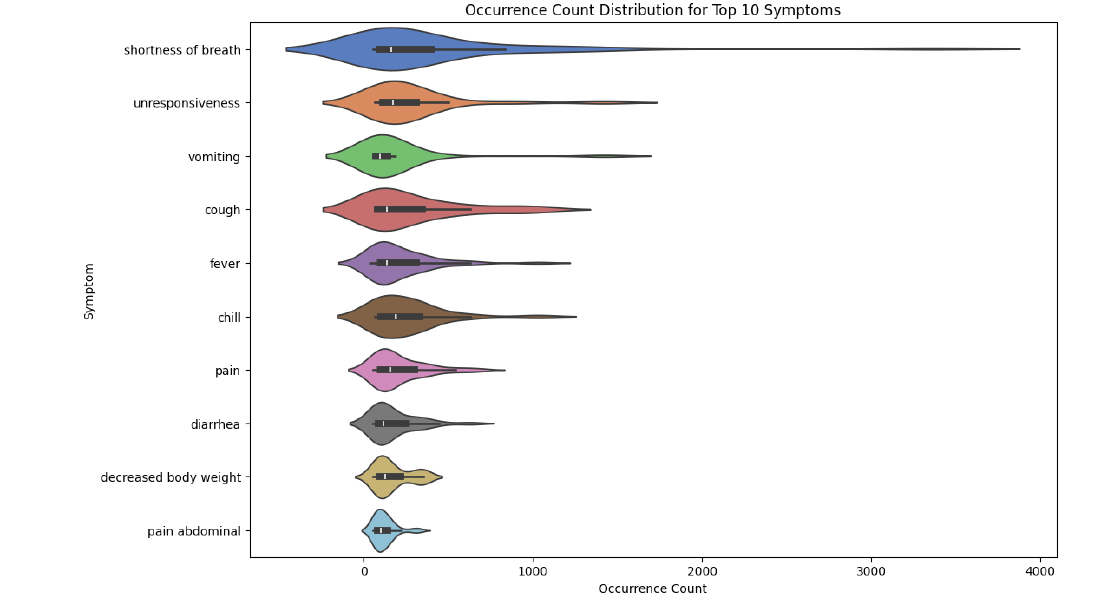 Occurrence Count Distribution for Top 10 Symptoms
shortness of breath
unresponsiveness
vomiting
cough
fever
chill
pain
diarrhea
decreased body weight
pain abdominal
Symptom
0 1000 2000 3000 4000
Occurrence Count